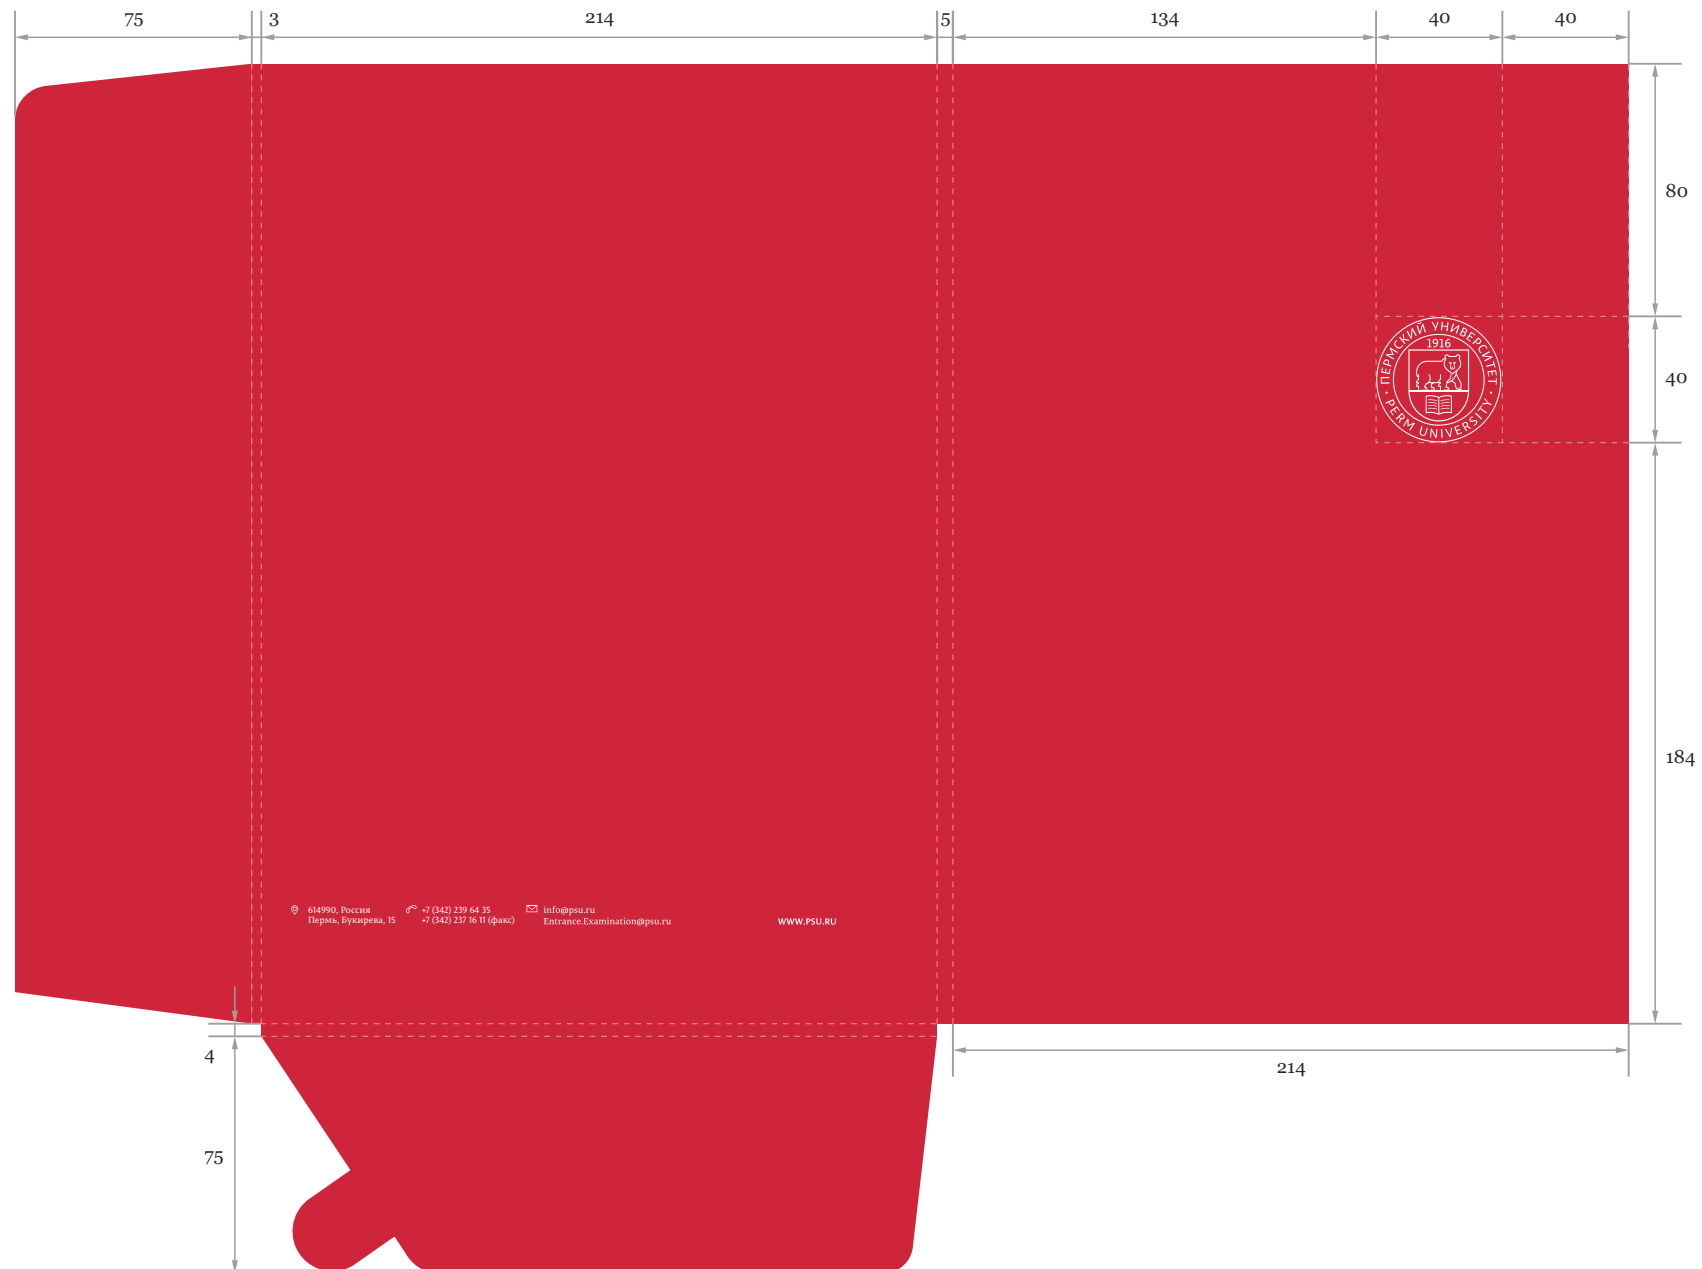 75
3
214
5
134
40
40
80
ПЕРМСКИЙ УНИВЕРСИТЕТ
1916
PERM UNIVERSITY
40
184
614990, Россия
Пермь, Букирева, 15
+7 (342) 239 64 35
+7 (342) 237 16 11 (факс)
info@psu.ru
Entrance.Examination@psu.ru
WWW.PSU.RU
4
214
75